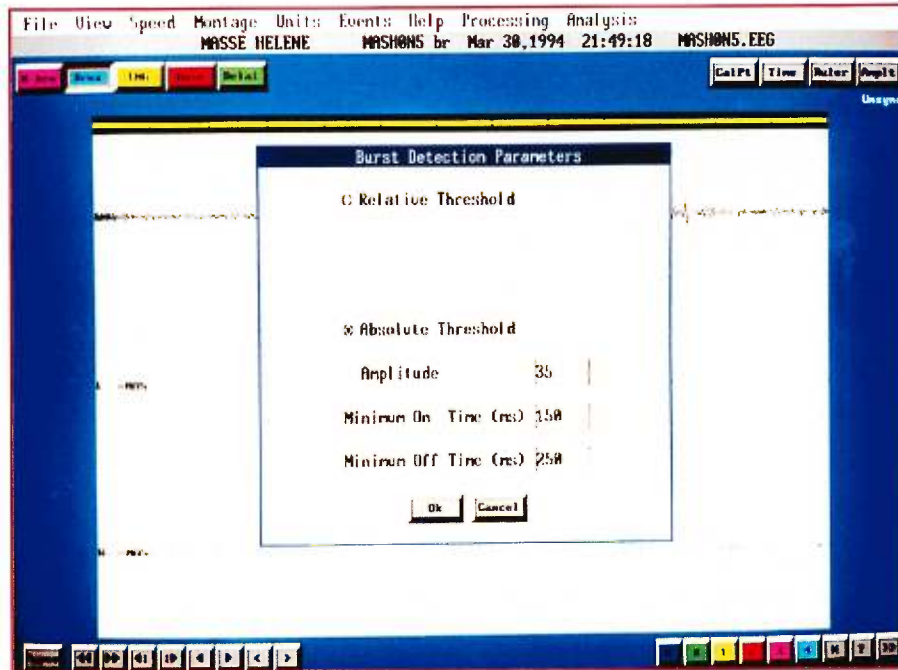 File View Speed Montage Units Events Help Processing Analysis
MASSE HELENE MASH0N5 br Mar 30,1994 21:49:18 MASH0N5.EEG
CalPt Time Ruler Amplt
Burst Detection Parameters
Relative Threshold
Absolute Threshold
Amplitude 35
Minimum On Time (ms) 150
Minimum Off Time (ms) 250
Ok Cancel